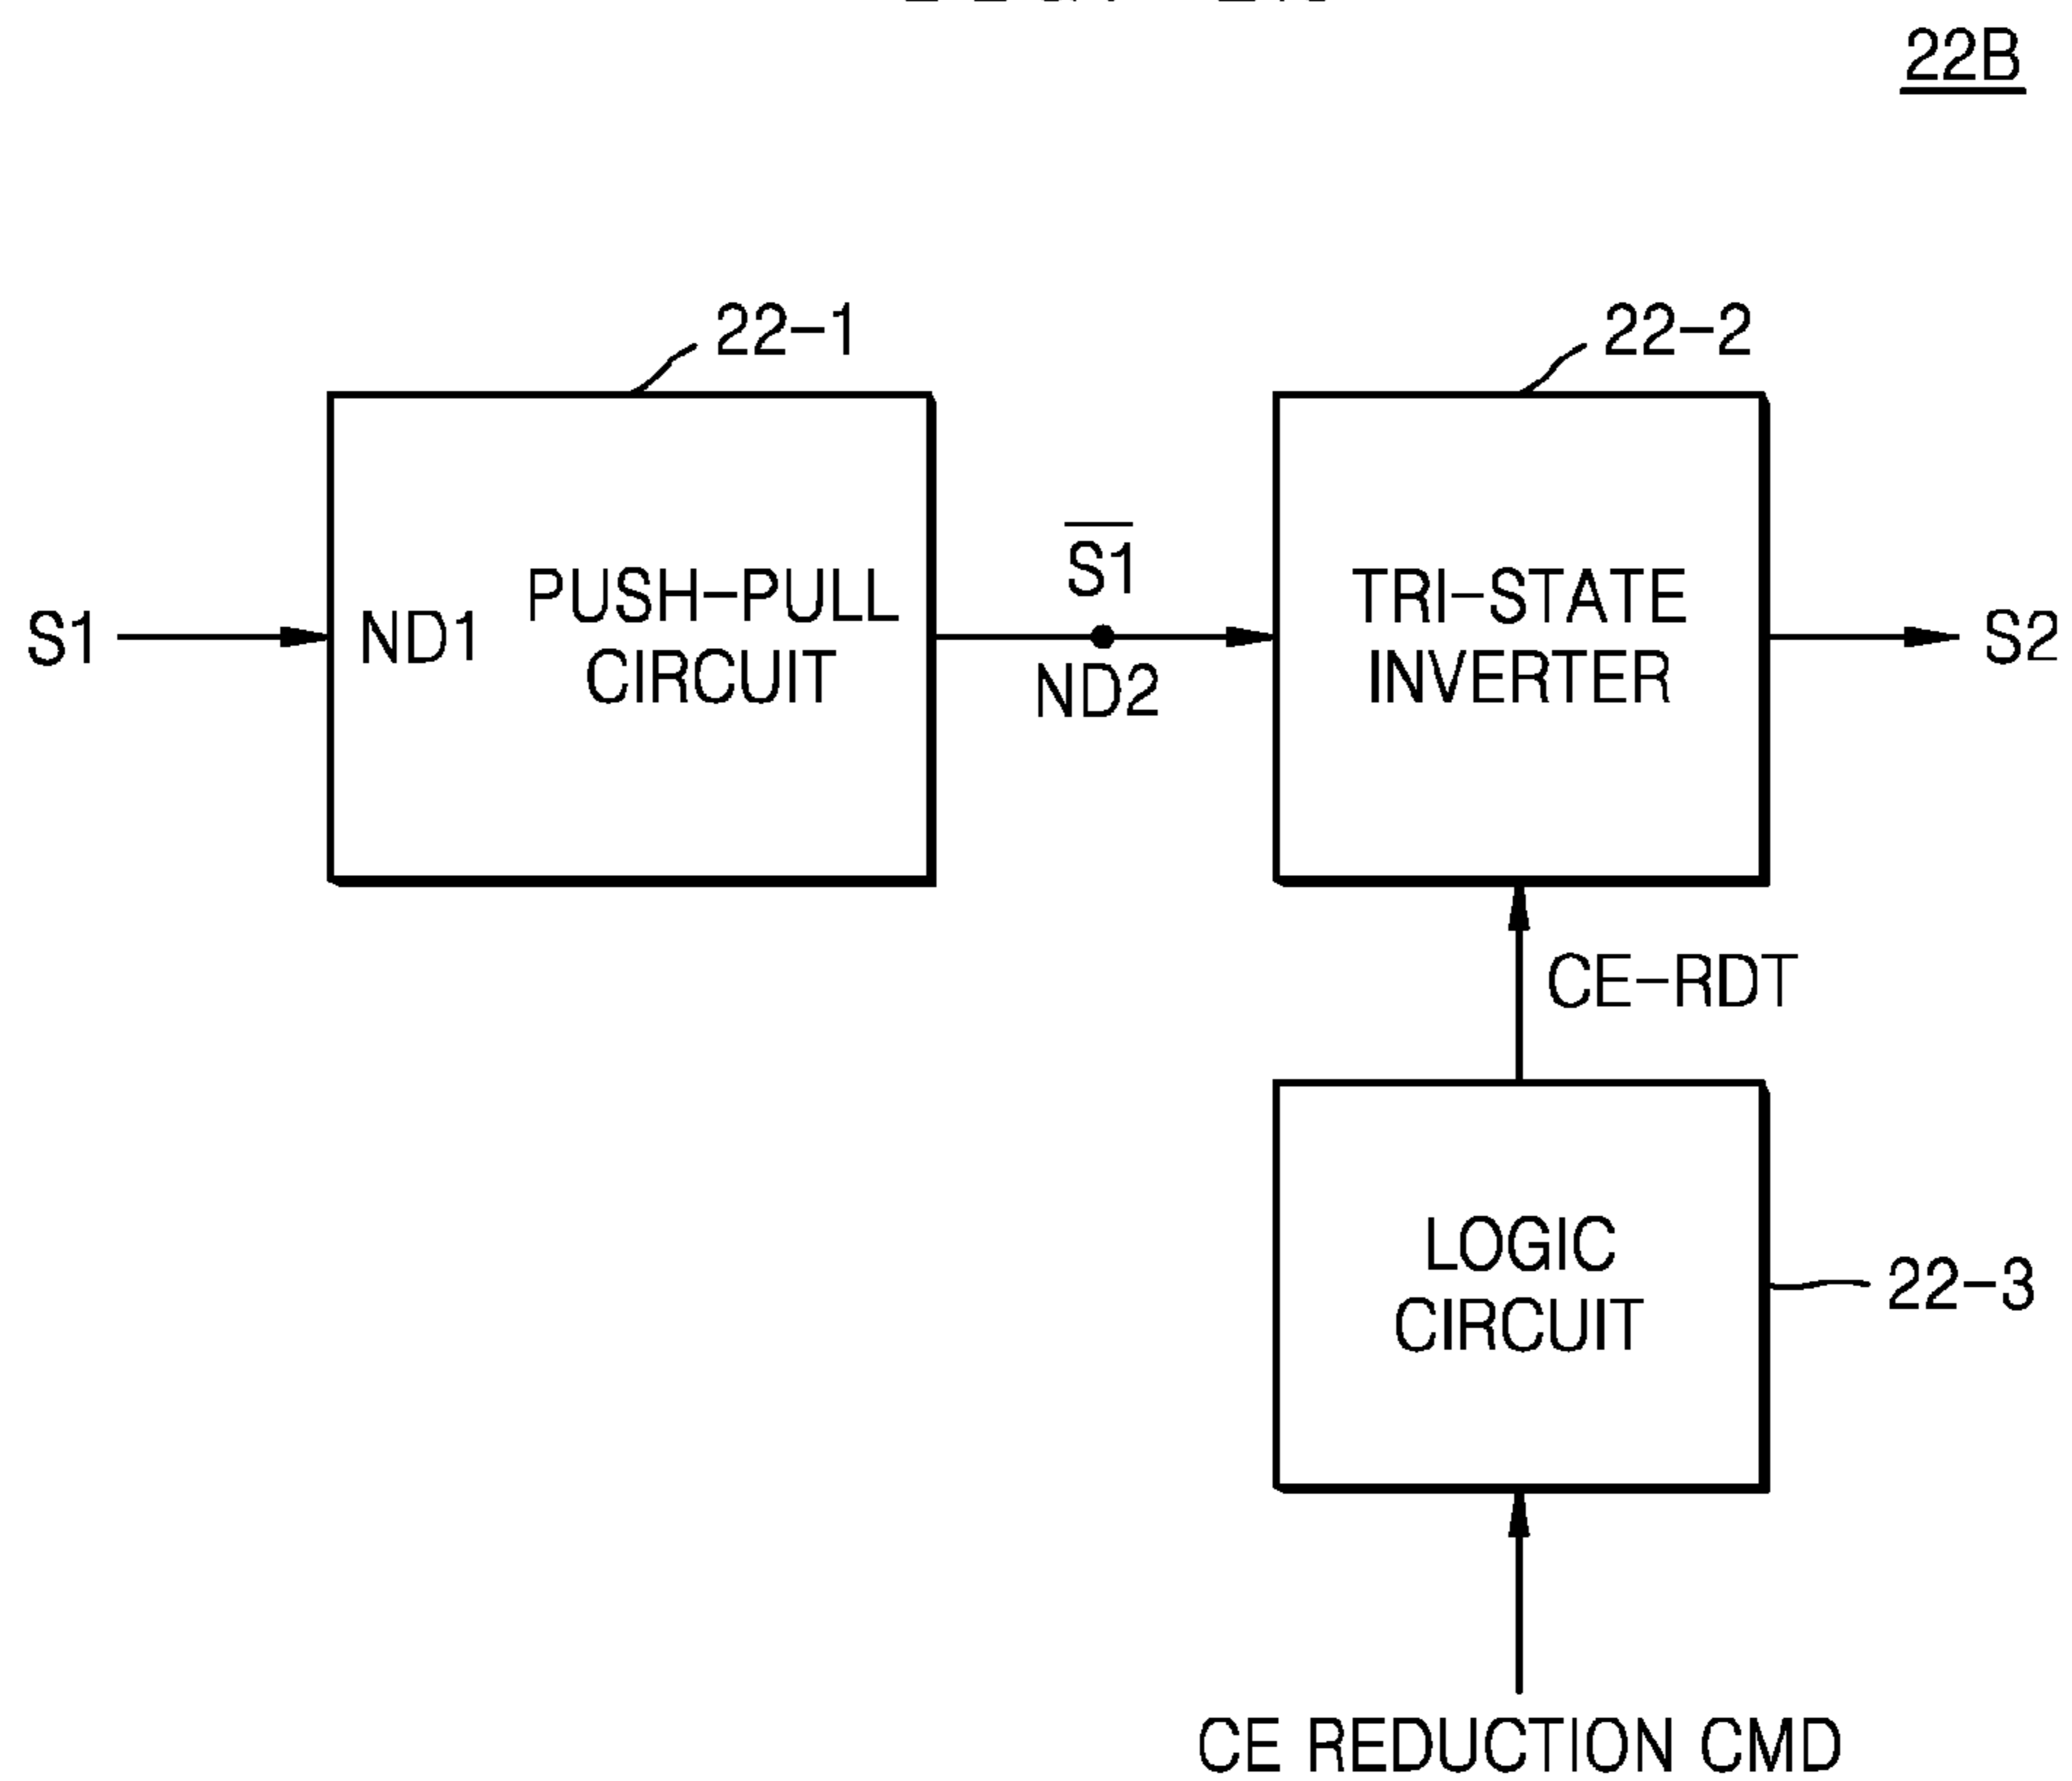 22B
22-1
22-2
S1
ND1
PUSH-PULL
CIRCUIT
S̅1̅
ND2
TRI-STATE
INVERTER
S2
CE-RDT
LOGIC
CIRCUIT
22-3
CE REDUCTION CMD